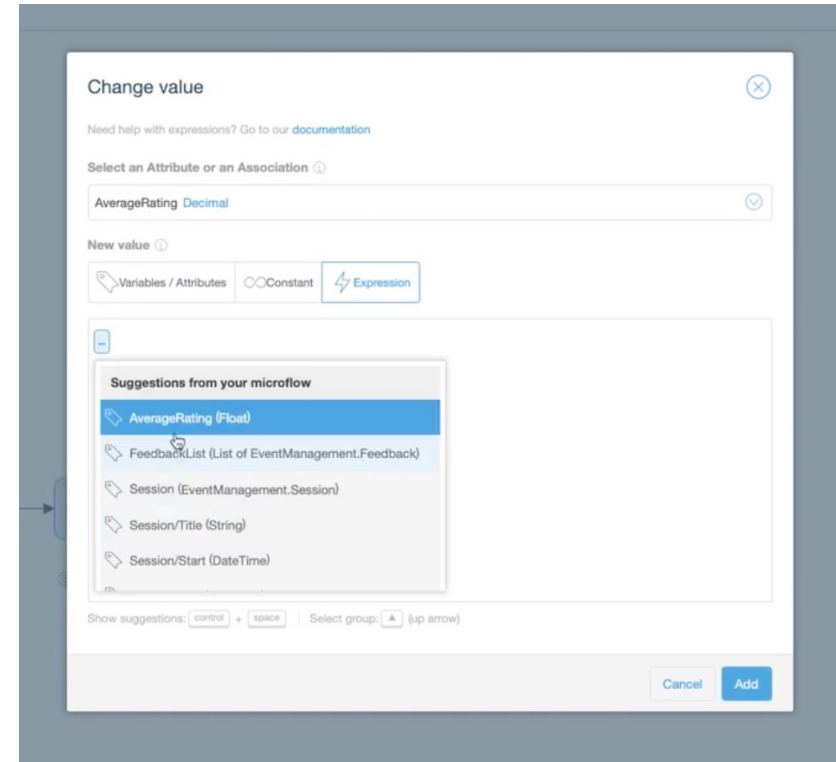 Change value
Need help with expressions? Go to our documentation
Select an Attribute or an Association
AverageRating Decimal
New value
Variables / Attributes Constant Expression
...
Suggestions from your microflow
AverageRating (Float)
FeedbackList (List of EventManagement.Feedback)
Session (EventManagement.Session)
Session/Title (String)
Session/Start (DateTime)
Show suggestions: control + space | Select group: ▲ (up arrow)
Cancel Add